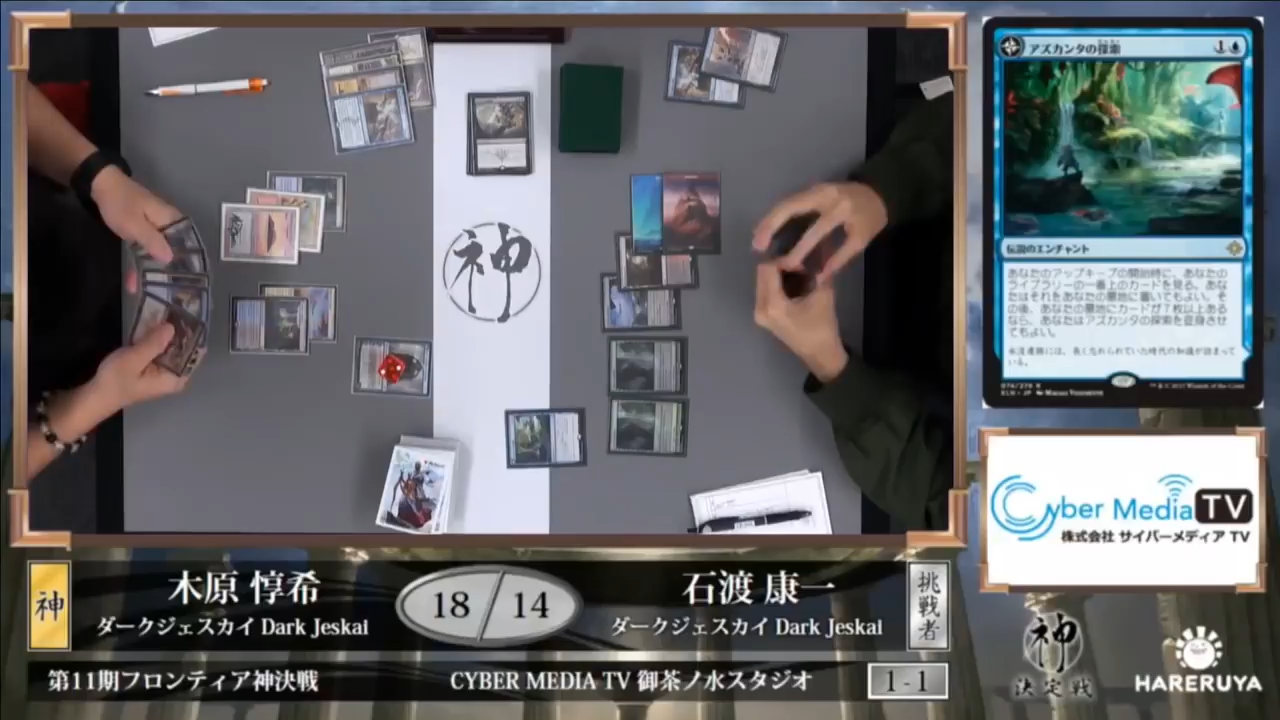 アズカンタの探索
伝説のエンチャント
あなたのアップキープの開始時に、あなたの
ライブラリーの一番上のカードを見る。あな
たはそれをあなたの墓地に置いてもよい。そ
の後、あなたの墓地にカードが７枚以上ある
なら、あなたはアズカンタの探索を変身させ
てもよい。
神
Cyber Media TV
株式会社 サイバーメディア TV
神
木原 惇希
ダークジェスカイ Dark Jeskai
18 / 14
石渡 康一
ダークジェスカイ Dark Jeskai
挑戦者
第11期フロンティア神決戦
CYBER MEDIA TV 御茶ノ水スタジオ
1 - 1
神
決定戦
HARERUYA